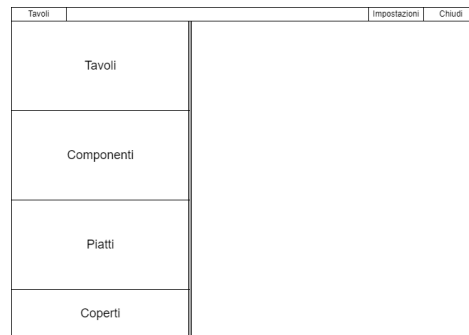 Tavoli
Impostazioni
Chiudi
Tavoli
Componenti
Piatti
Coperti